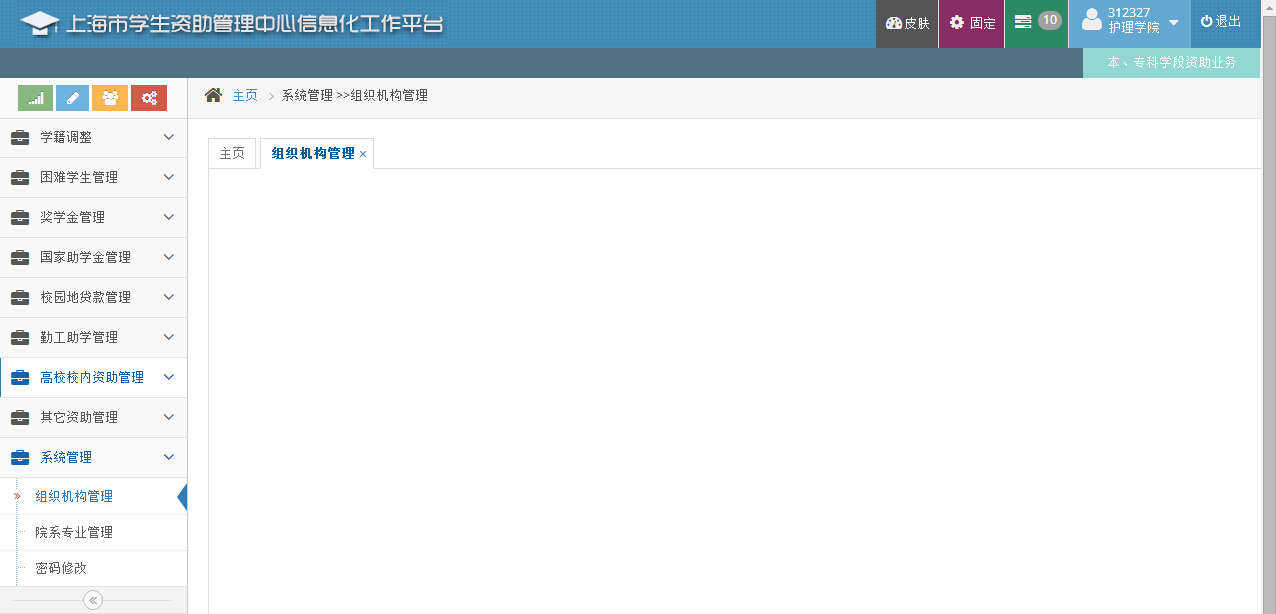 上海市学生资助管理中心信息化工作平台
皮肤
固定
10
312327
护理学院
退出
本、专科学段资助业务
主页
系统管理 >>组织机构管理
学籍调整
困难学生管理
奖学金管理
国家助学金管理
校园地贷款管理
勤工助学管理
高校校内资助管理
其它资助管理
系统管理
组织机构管理
院系专业管理
密码修改
主页
组织机构管理 ×